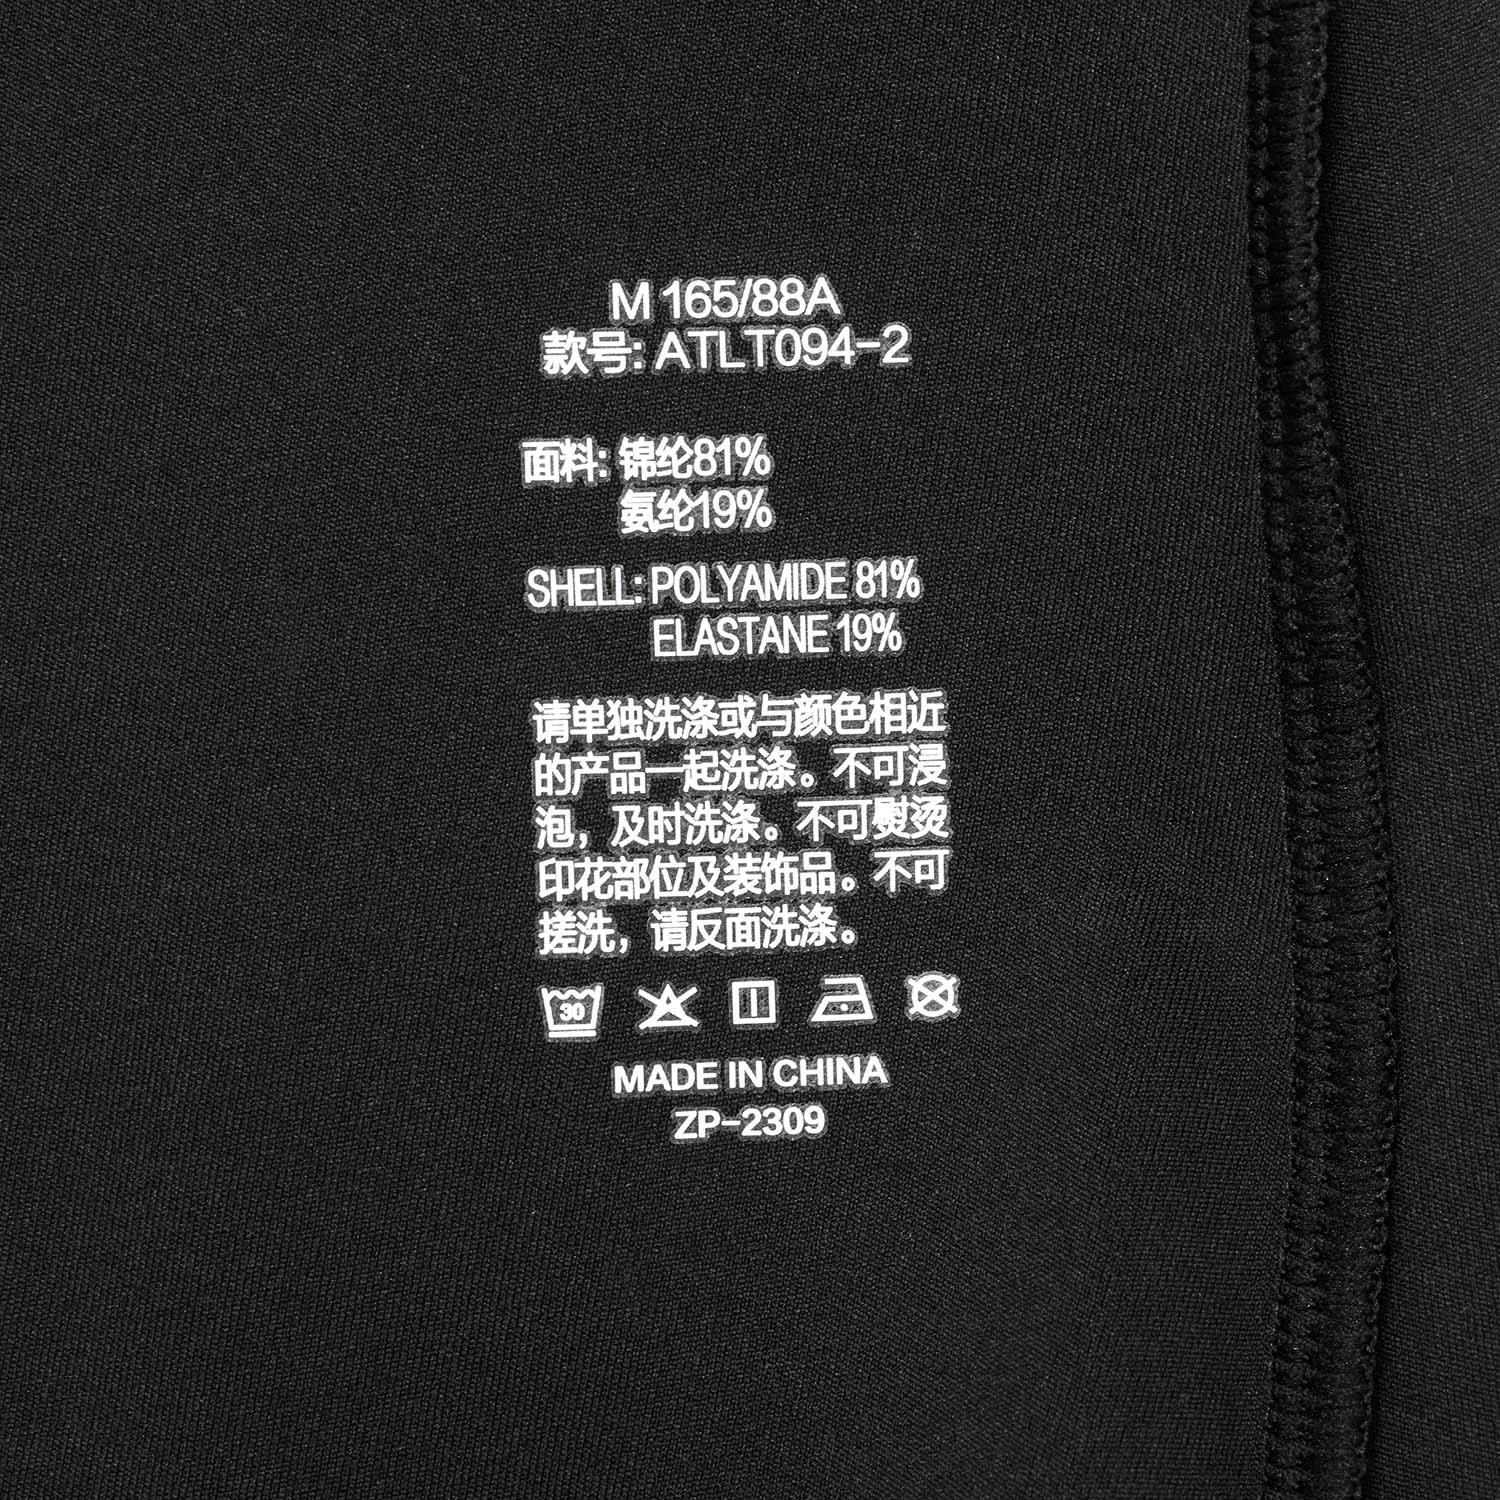 M 165/88A
款号: ATLT094-2
面料: 锦纶81%
氨纶19%
SHELL: POLYAMIDE 81%
ELASTANE 19%
请单独洗涤或与颜色相近
的产品一起洗涤。不可浸
泡，及时洗涤。不可熨烫
印花部位及装饰品。不可
搓洗，请反面洗涤。
30
MADE IN CHINA
ZP-2309